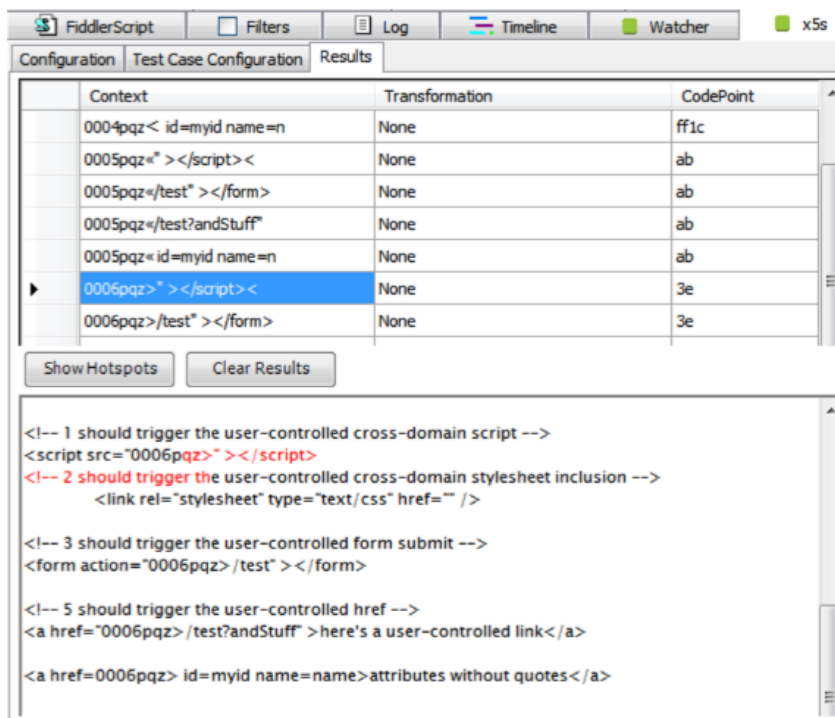 FiddlerScript Filters Log Timeline Watcher x5s
Configuration Test Case Configuration Results
Context Transformation CodePoint
0004pqz＜ id=myid name=n None ff1c
0005pqz«" ></script>< None ab
0005pqz«/test" ></form> None ab
0005pqz«/test?andStuff" None ab
0005pqz« id=myid name=n None ab
0006pqz>" ></script>< None 3e
0006pqz>/test" ></form> None 3e
Show Hotspots Clear Results
<!-- 1 should trigger the user-controlled cross-domain script -->
<script src="0006pqz>" ></script>
<!-- 2 should trigger the user-controlled cross-domain stylesheet inclusion -->
<link rel="stylesheet" type="text/css" href="" />
<!-- 3 should trigger the user-controlled form submit -->
<form action="0006pqz>/test" ></form>
<!-- 5 should trigger the user-controlled href -->
<a href="0006pqz>/test?andStuff" >here's a user-controlled link</a>
<a href=0006pqz> id=myid name=name>attributes without quotes</a>